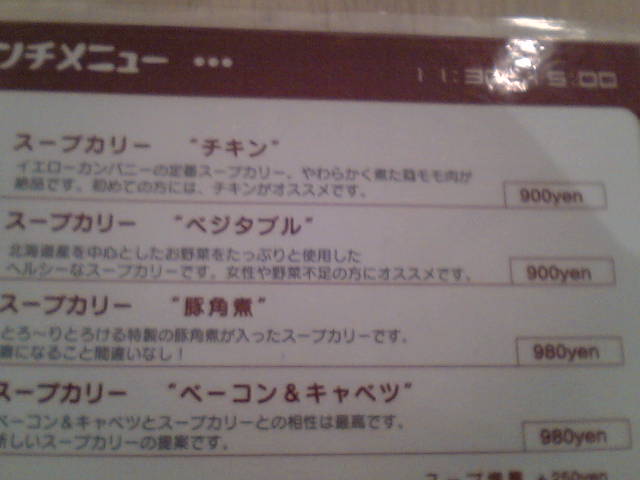 ンチメニュー …
11:30-15:00
スープカリー "チキン"
イエローカンパニーの定番スープカリー、やわらかく煮た鶏モモ肉が
絶品です。初めての方には、チキンがオススメです。
900yen
スープカリー "ベジタブル"
北海道産を中心としたお野菜をたっぷりと使用した
ヘルシーなスープカリーです。女性や野菜不足の方にオススメです。
900yen
スープカリー "豚角煮"
とろ～りとろける特製の豚角煮が入ったスープカリーです。
になること間違いなし！
980yen
スープカリー "ベーコン＆キャベツ"
ベーコン＆キャベツとスープカリーとの相性は最高です。
新しいスープカリーの提案です。
980yen
スープ +250yen